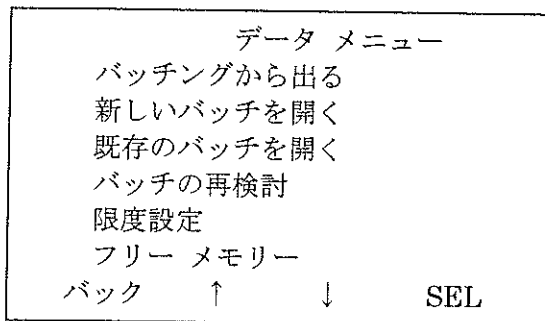 データ メニュー
バッチングから出る
新しいバッチを開く
既存のバッチを開く
バッチの再検討
限度設定
フリー メモリー
バック ↑ ↓ SEL